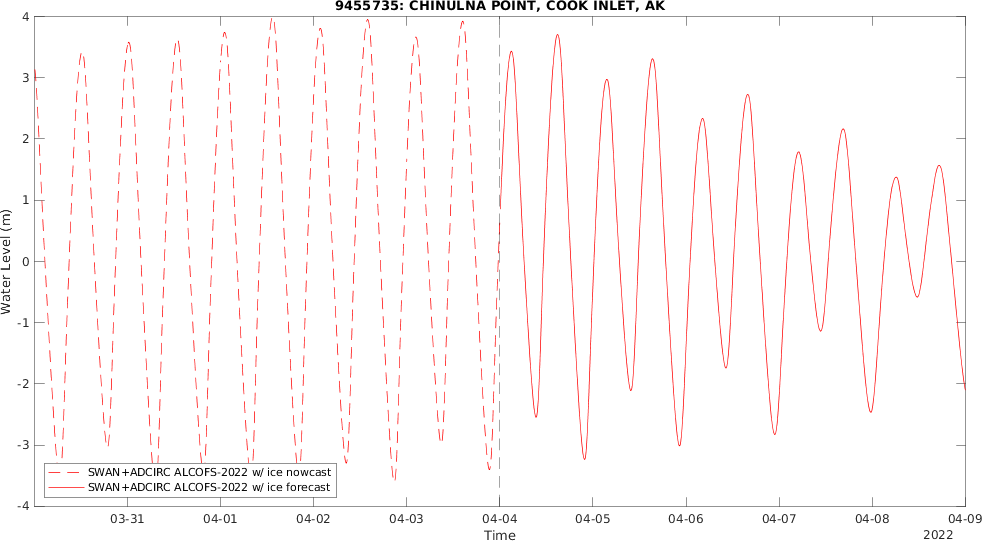 9455735: CHINULNA POINT, COOK INLET, AK
4
3
2
1
0
-1
-2
-3
-4
Water Level (m)
SWAN+ADCIRC ALCOFS-2022 w/ ice nowcast
SWAN+ADCIRC ALCOFS-2022 w/ ice forecast
03-31 04-01 04-02 04-03 04-04 04-05 04-06 04-07 04-08 04-09
Time
2022